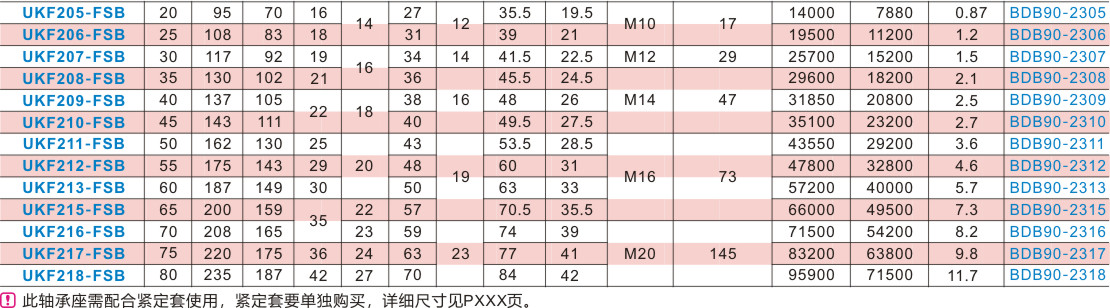 UKF205-FSB 20 95 70 16 14 27 12 35.5 19.5 M10 17 14000 7880 0.87 BDB90-2305
UKF206-FSB 25 108 83 18 31 39 21 19500 11200 1.2 BDB90-2306
UKF207-FSB 30 117 92 19 16 34 14 41.5 22.5 M12 29 25700 15200 1.5 BDB90-2307
UKF208-FSB 35 130 102 21 36 45.5 24.5 29600 18200 2.1 BDB90-2308
UKF209-FSB 40 137 105 22 18 38 16 48 26 M14 47 31850 20800 2.5 BDB90-2309
UKF210-FSB 45 143 111 40 49.5 27.5 35100 23200 2.7 BDB90-2310
UKF211-FSB 50 162 130 25 43 53.5 28.5 43550 29200 3.6 BDB90-2311
UKF212-FSB 55 175 143 29 20 48 19 60 31 M16 73 47800 32800 4.6 BDB90-2312
UKF213-FSB 60 187 149 30 50 63 33 57200 40000 5.7 BDB90-2313
UKF215-FSB 65 200 159 35 22 57 70.5 35.5 66000 49500 7.3 BDB90-2315
UKF216-FSB 70 208 165 23 59 74 39 71500 54200 8.2 BDB90-2316
UKF217-FSB 75 220 175 36 24 63 23 77 41 M20 145 83200 63800 9.8 BDB90-2317
UKF218-FSB 80 235 187 42 27 70 84 42 95900 71500 11.7 BDB90-2318
! 此轴承座需配合紧定套使用，紧定套要单独购买，详细尺寸见PXXX页。